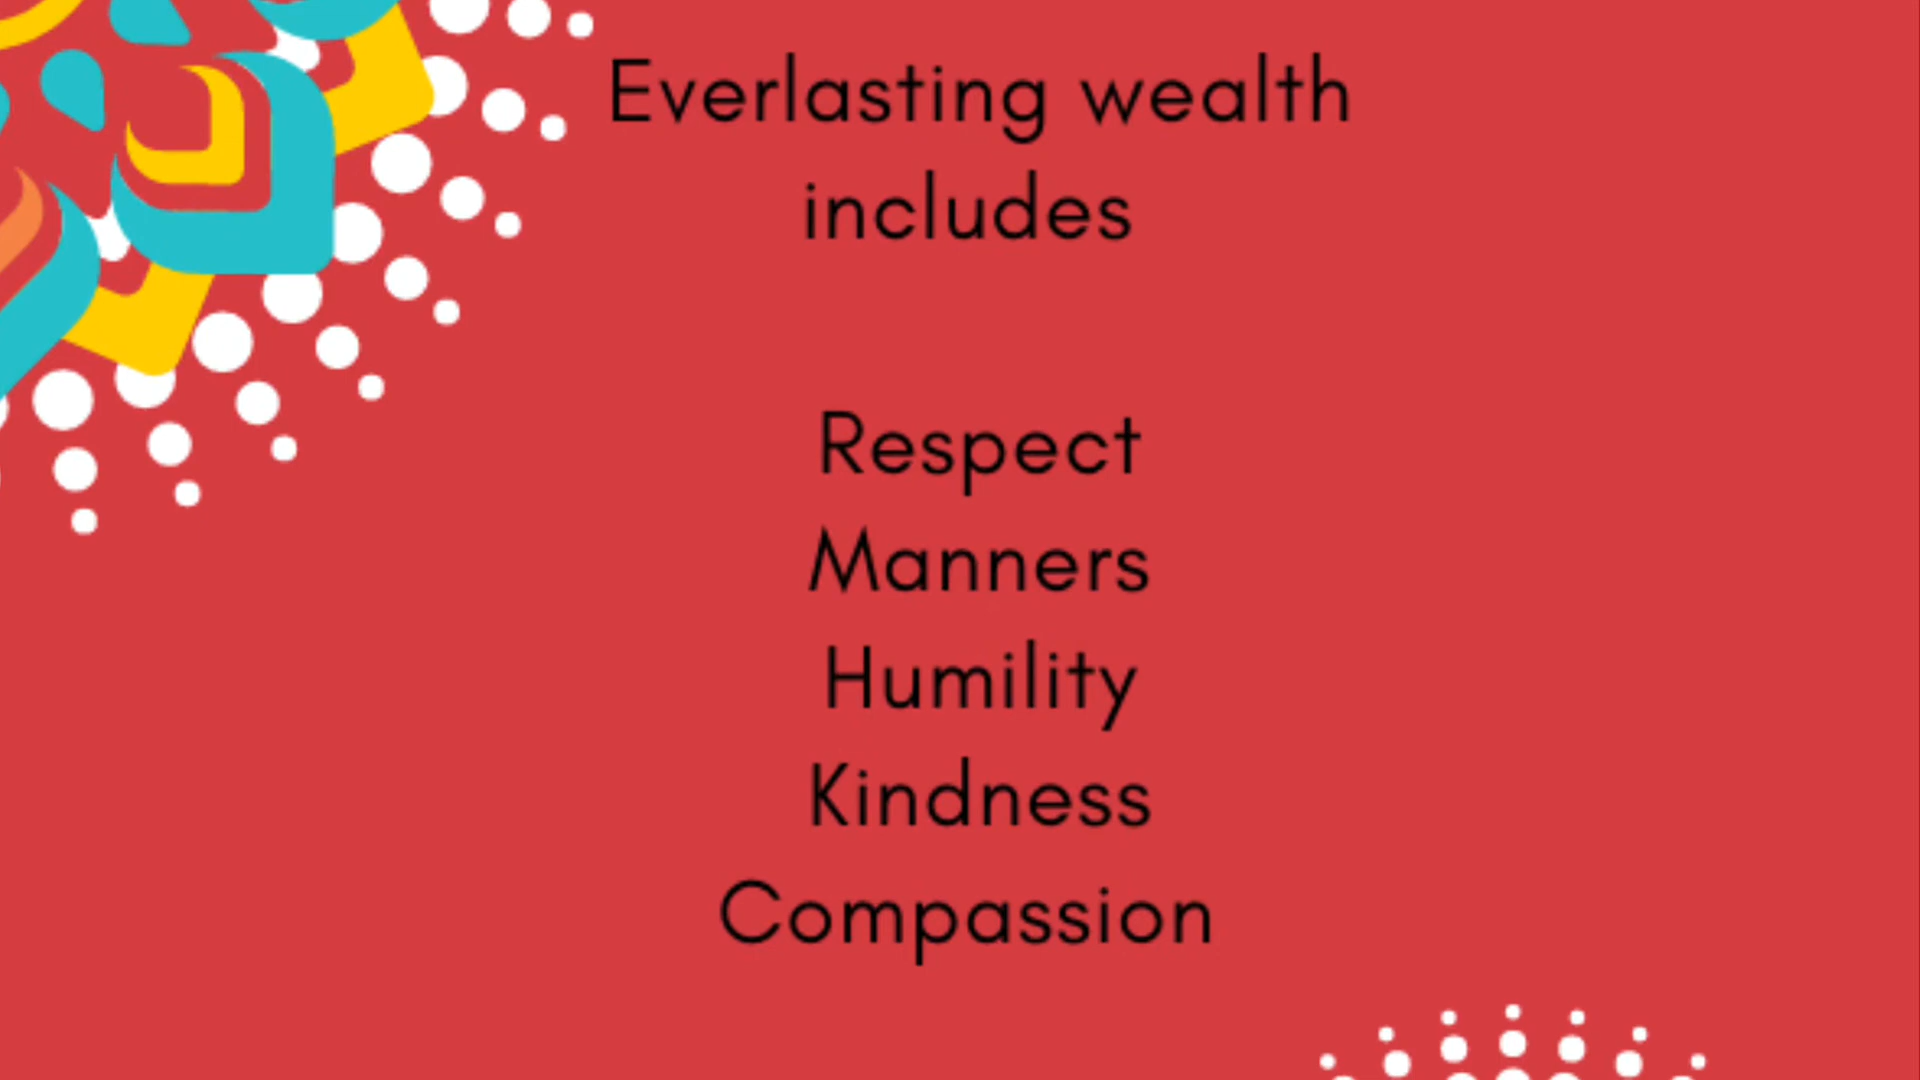 Everlasting wealth
includes
Respect
Manners
Humility
Kindness
Compassion